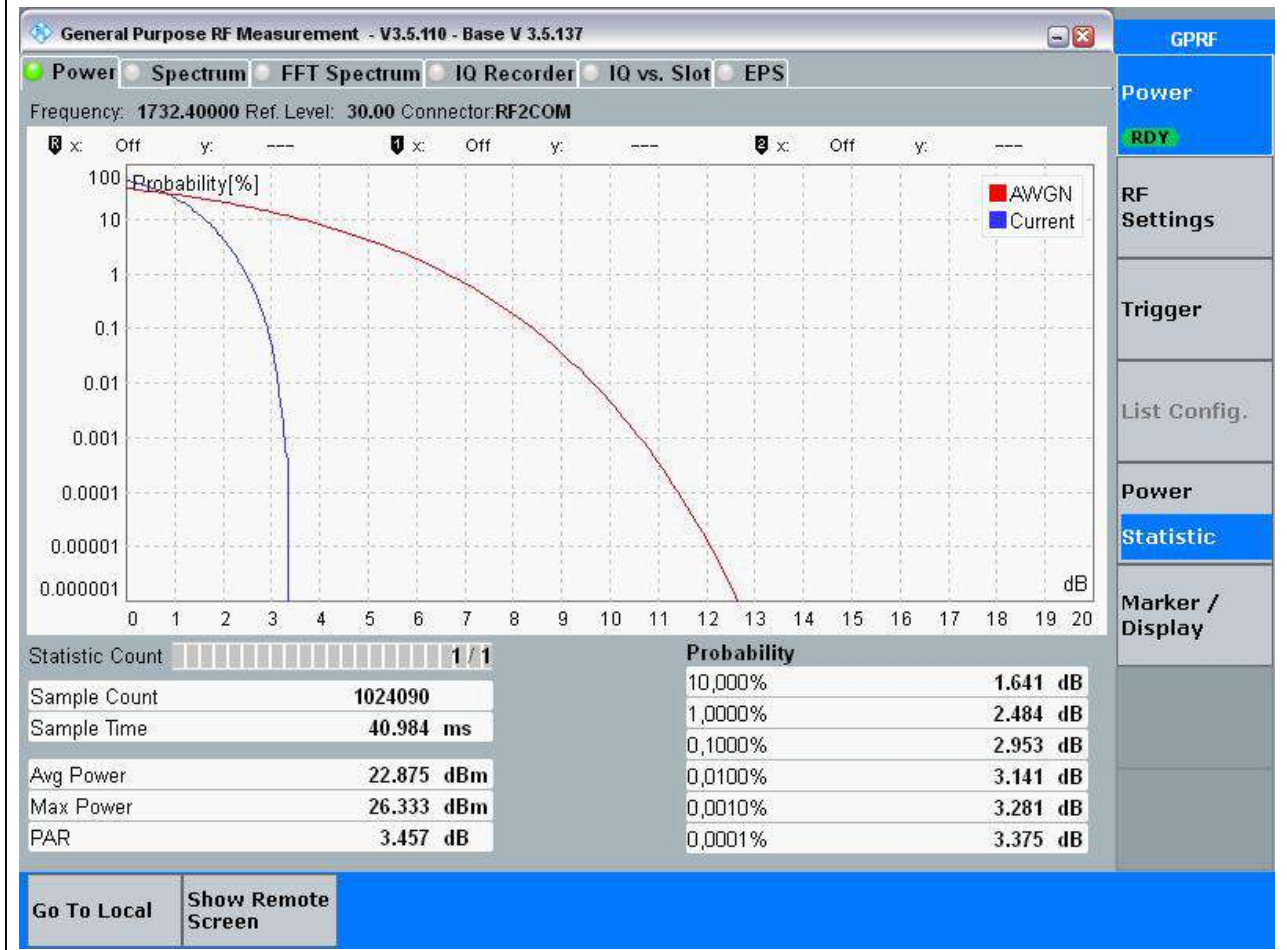 General Purpose RF Measurement - V3.5.110 - Base V 3.5.137
GPRF
Power Spectrum FFT Spectrum IQ Recorder IQ vs. Slot EPS
Frequency: 1732.40000 Ref. Level: 30.00 Connector:RF2COM
R x: Off y: --- 1 x: Off y: --- 2 x: Off y: ---
Probability[%]
AWGN
Current
100
10
1
0.1
0.01
0.001
0.0001
0.00001
0.000001
dB
0 1 2 3 4 5 6 7 8 9 10 11 12 13 14 15 16 17 18 19 20
Statistic Count 1 / 1
Sample Count 1024090
Sample Time 40.984 ms
Avg Power 22.875 dBm
Max Power 26.333 dBm
PAR 3.457 dB
Probability
10,000% 1.641 dB
1,0000% 2.484 dB
0,1000% 2.953 dB
0,0100% 3.141 dB
0,0010% 3.281 dB
0,0001% 3.375 dB
Power
RDY
RF
Settings
Trigger
List Config.
Power
Statistic
Marker /
Display
Go To Local
Show Remote
Screen